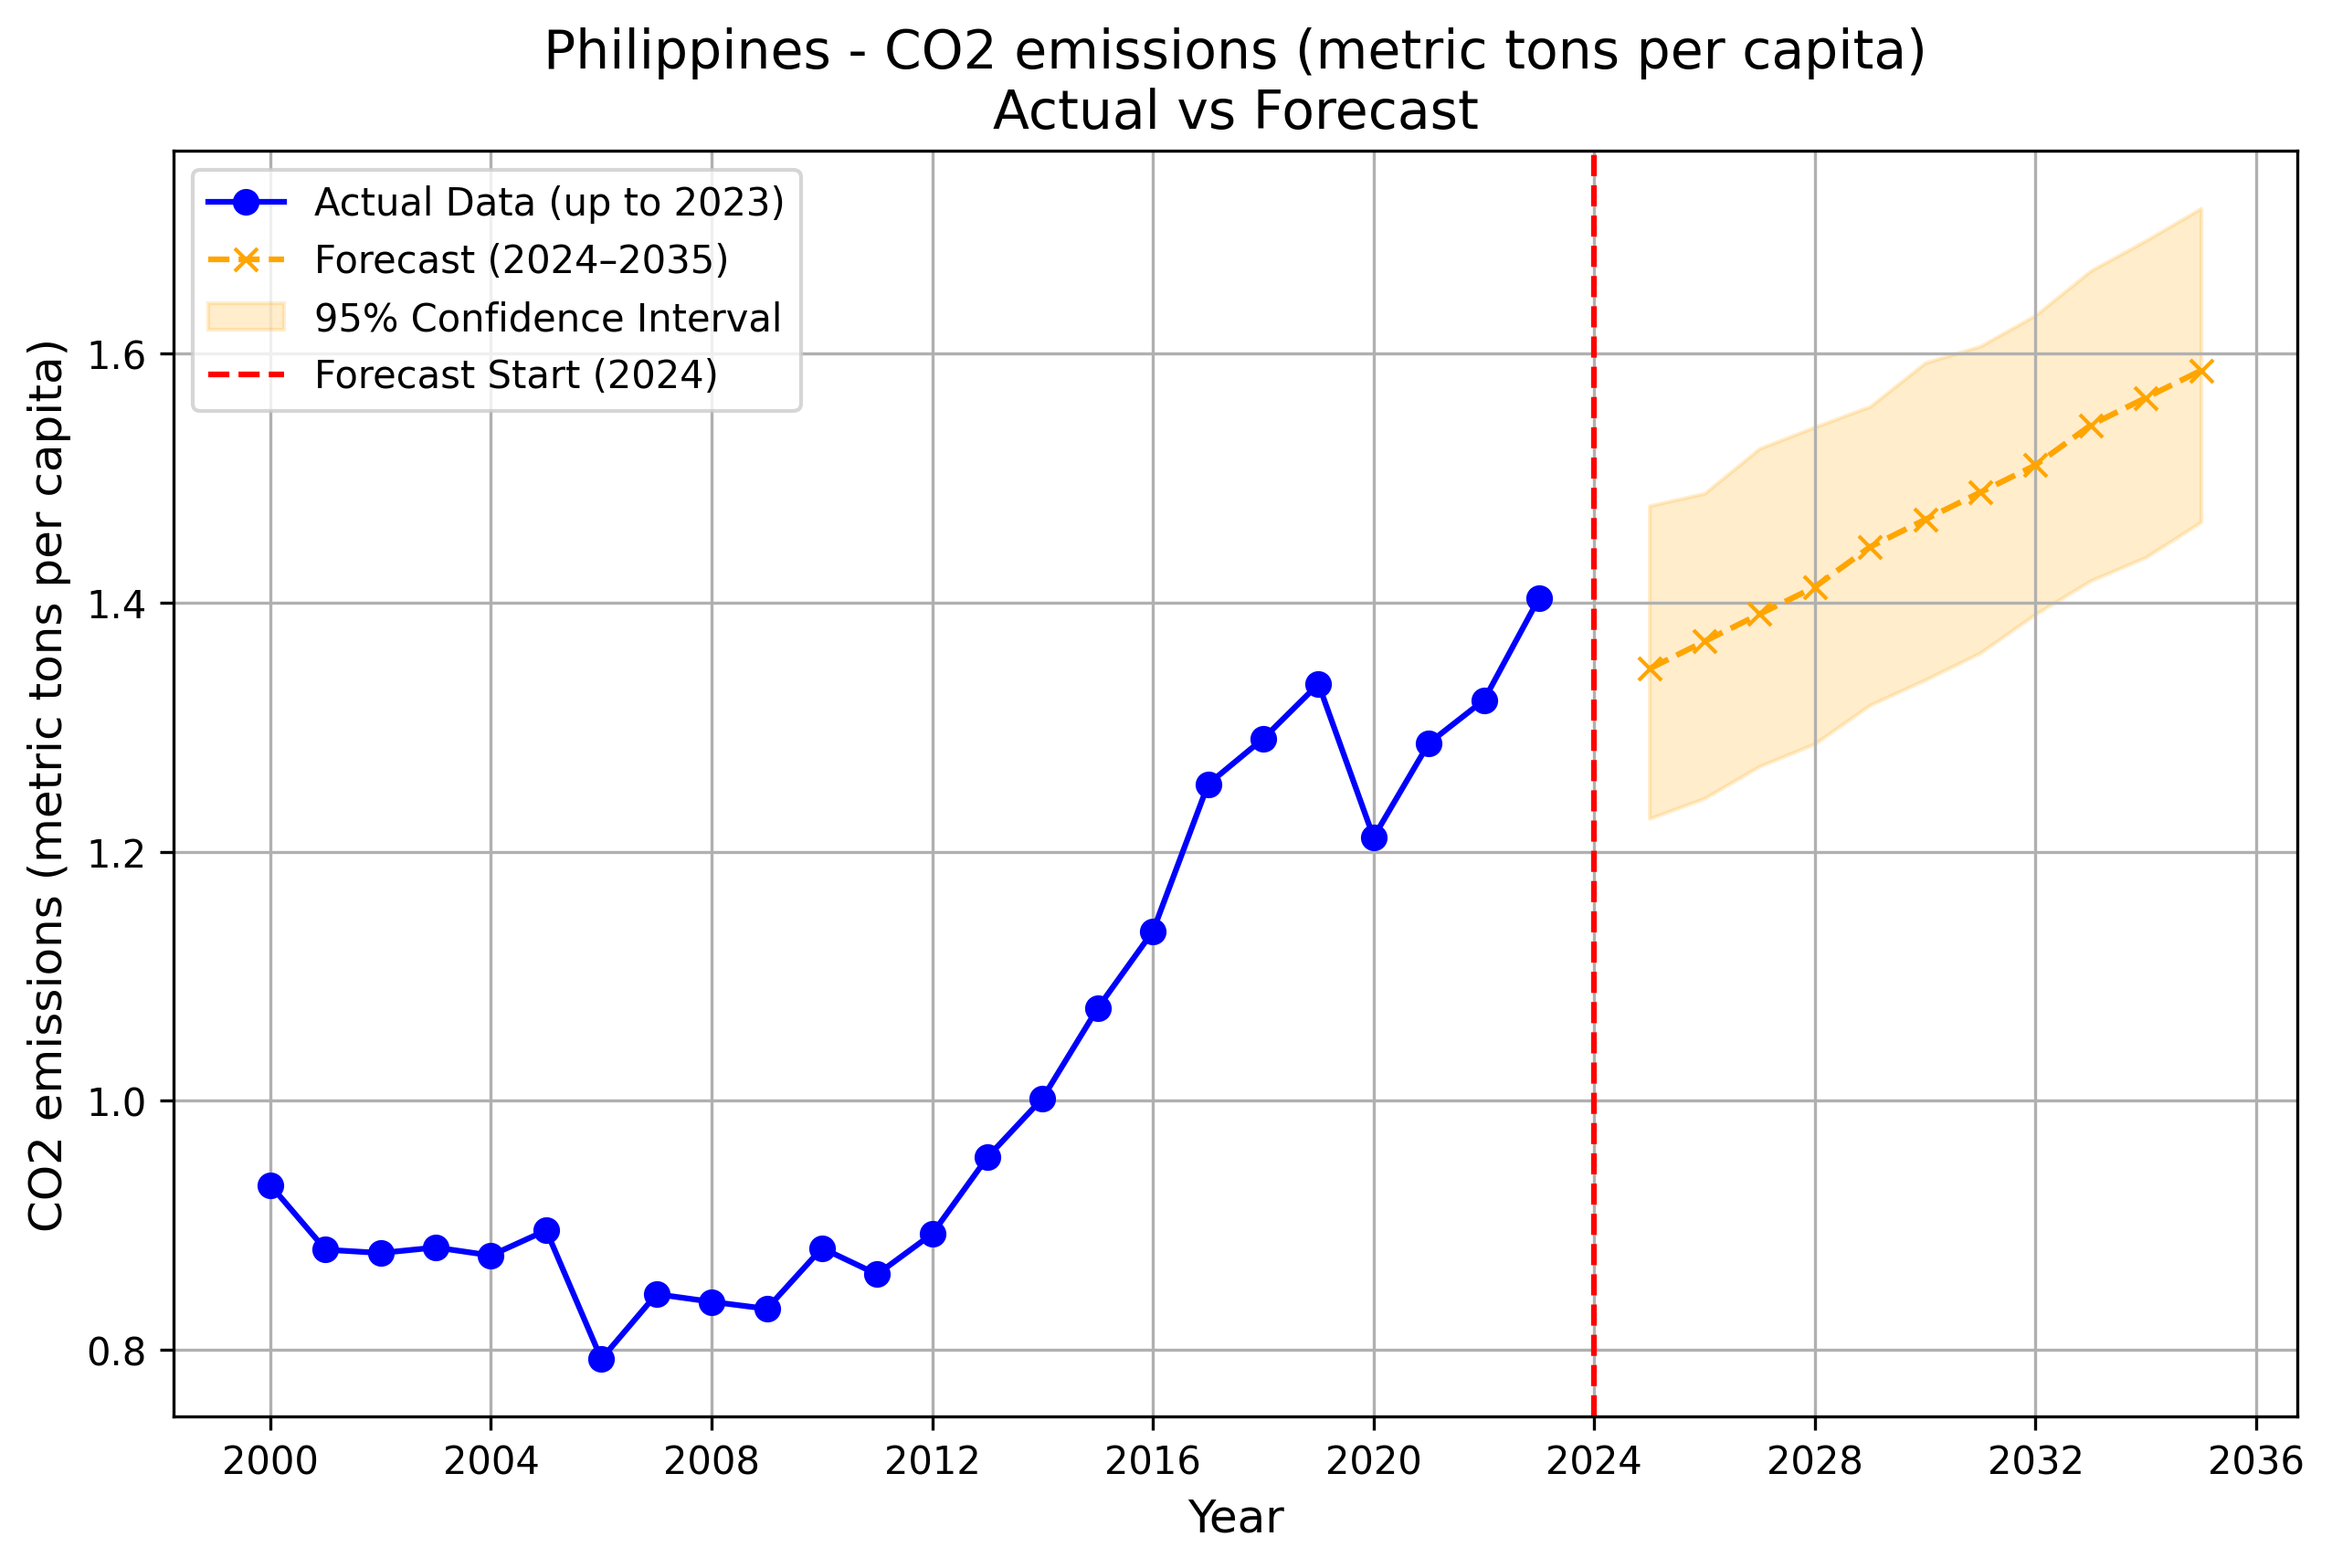 Philippines - CO2 emissions (metric tons per capita)
Actual vs Forecast
Actual Data (up to 2023)
Forecast (2024–2035)
95% Confidence Interval
Forecast Start (2024)
CO2 emissions (metric tons per capita)
1.6
1.4
1.2
1.0
0.8
2000 2004 2008 2012 2016 2020 2024 2028 2032 2036
Year